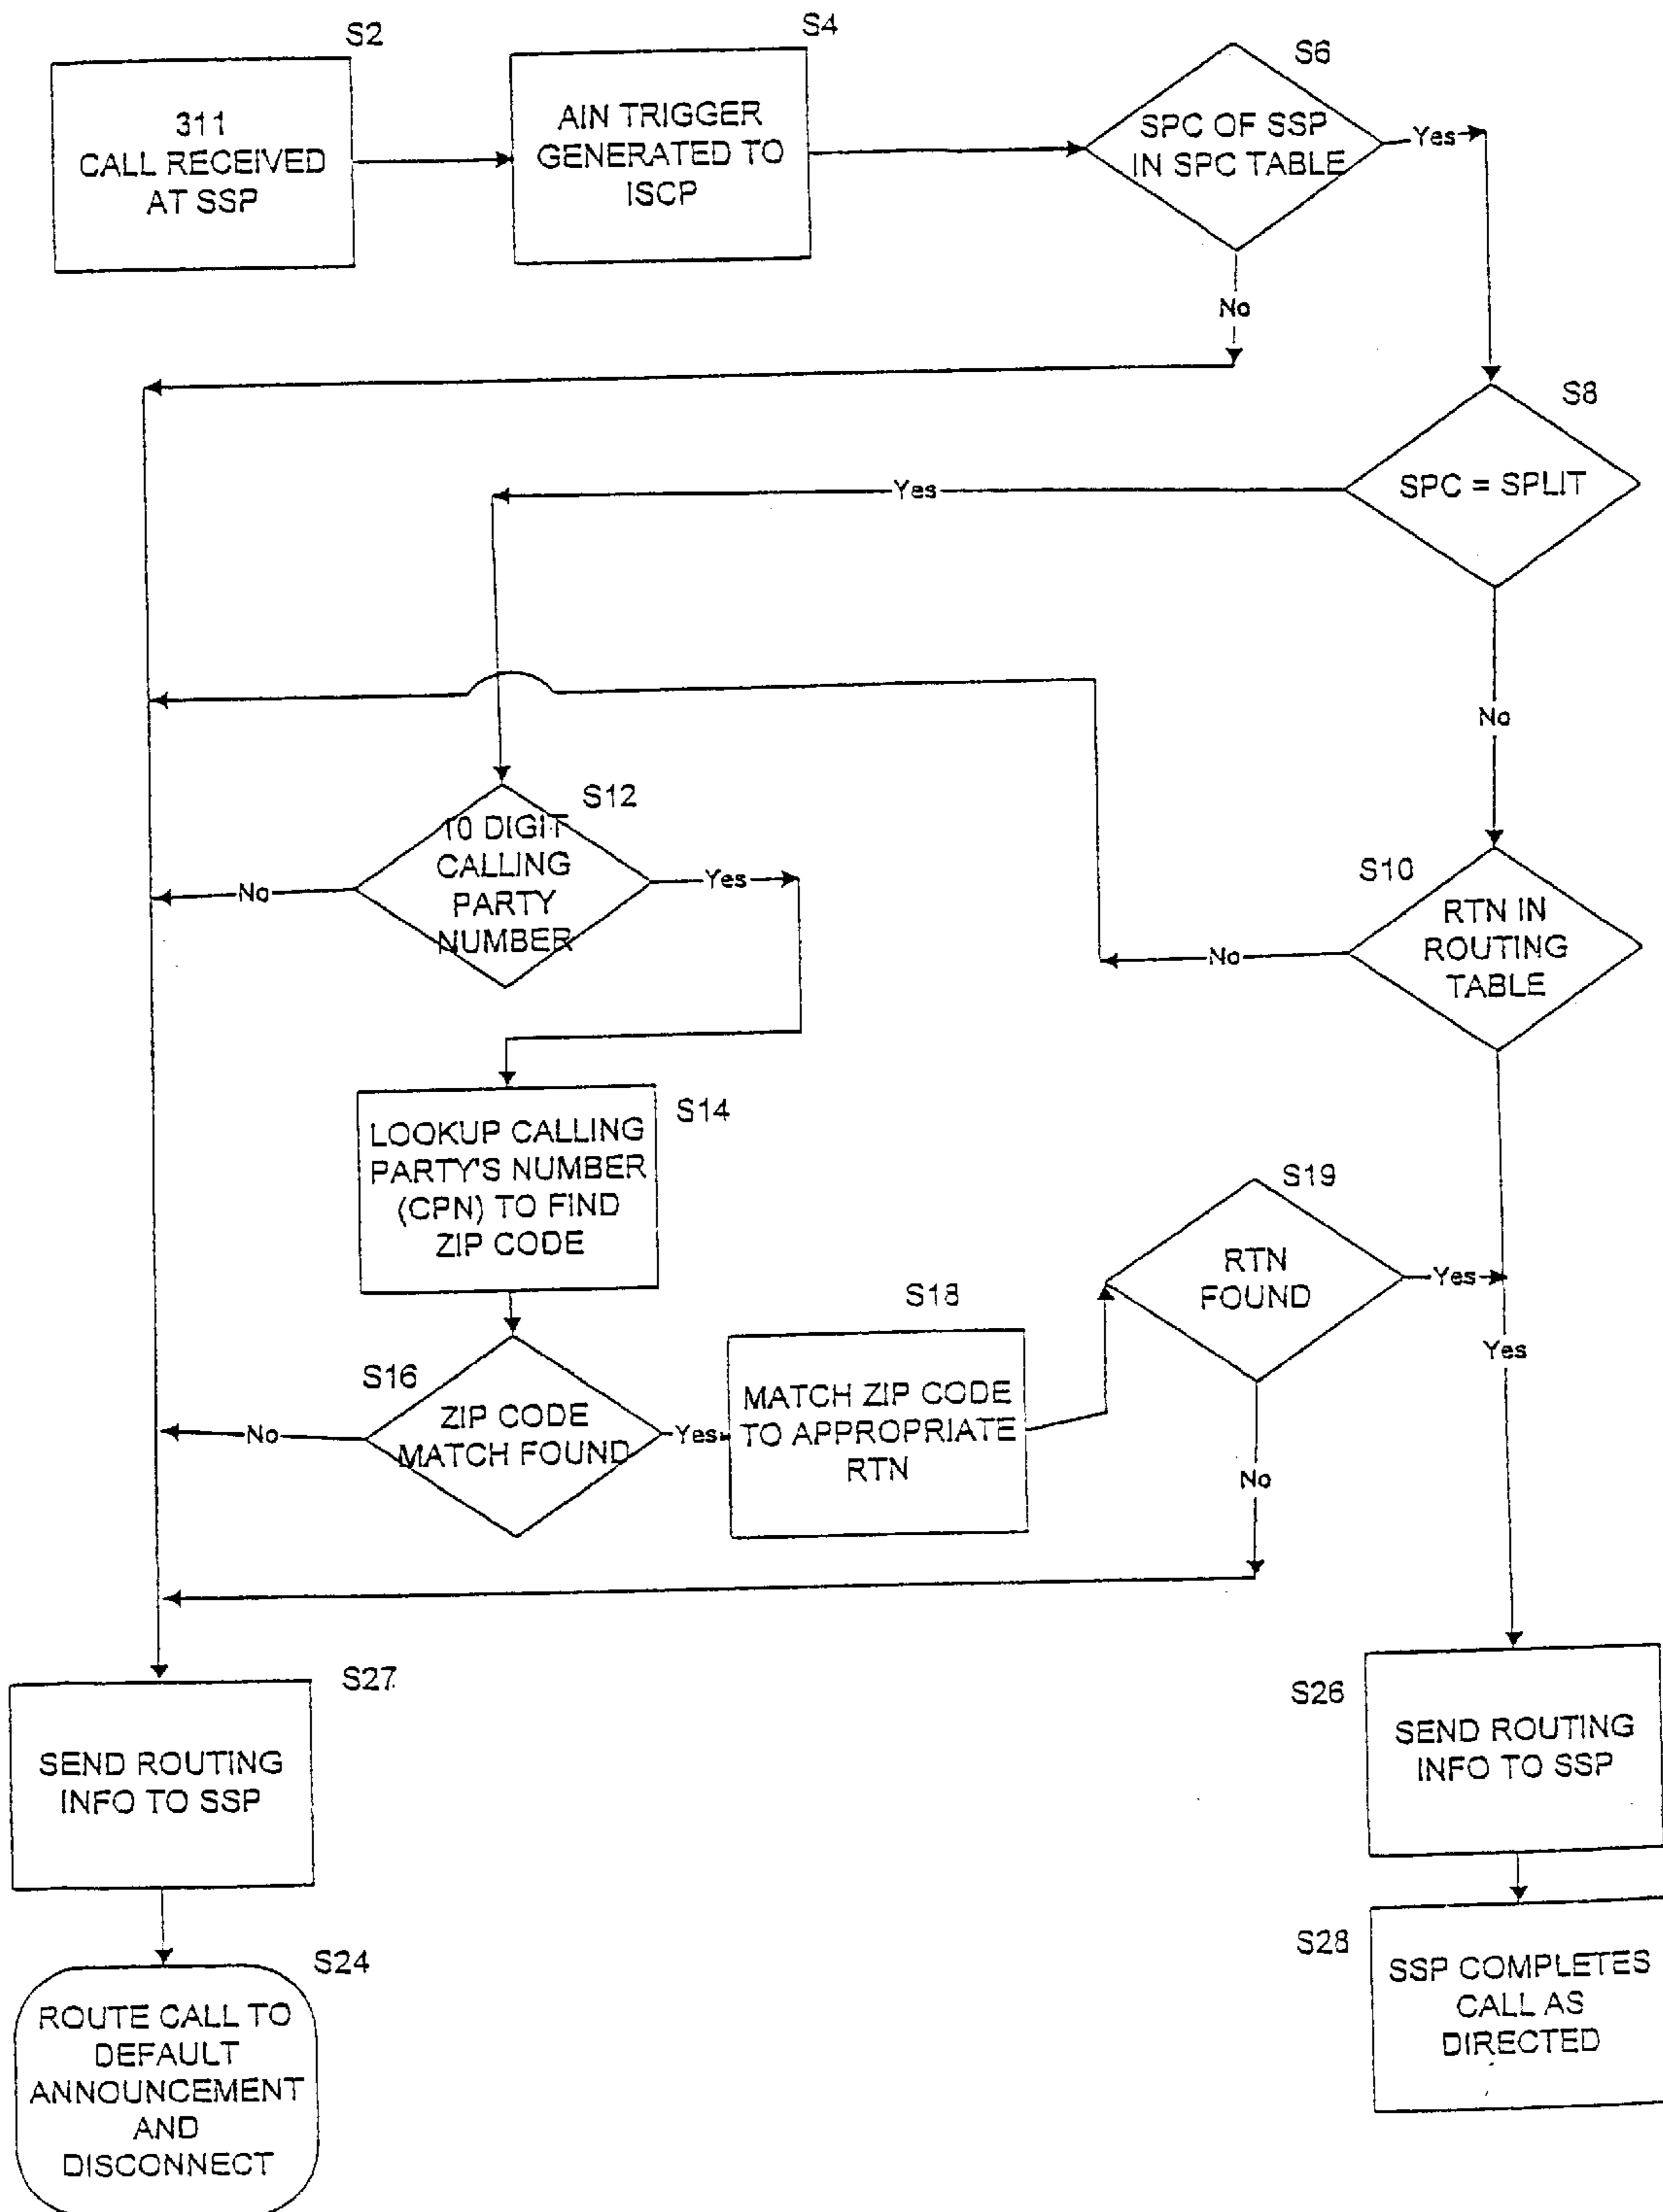 S2
311
CALL RECEIVED
AT SSP
S4
AIN TRIGGER
GENERATED TO
ISCP
S6
SPC OF SSP
IN SPC TABLE
Yes
No
S8
SPC = SPLIT
Yes
No
S12
10 DIGIT
CALLING
PARTY
NUMBER
No
Yes
S10
RTN IN
ROUTING
TABLE
No
Yes
S14
LOOKUP CALLING
PARTY'S NUMBER
(CPN) TO FIND
ZIP CODE
S16
ZIP CODE
MATCH FOUND
No
Yes
S18
MATCH ZIP CODE
TO APPROPRIATE
RTN
S19
RTN
FOUND
Yes
No
S27
SEND ROUTING
INFO TO SSP
S26
SEND ROUTING
INFO TO SSP
S24
ROUTE CALL TO
DEFAULT
ANNOUNCEMENT
AND
DISCONNECT
S28
SSP COMPLETES
CALL AS
DIRECTED